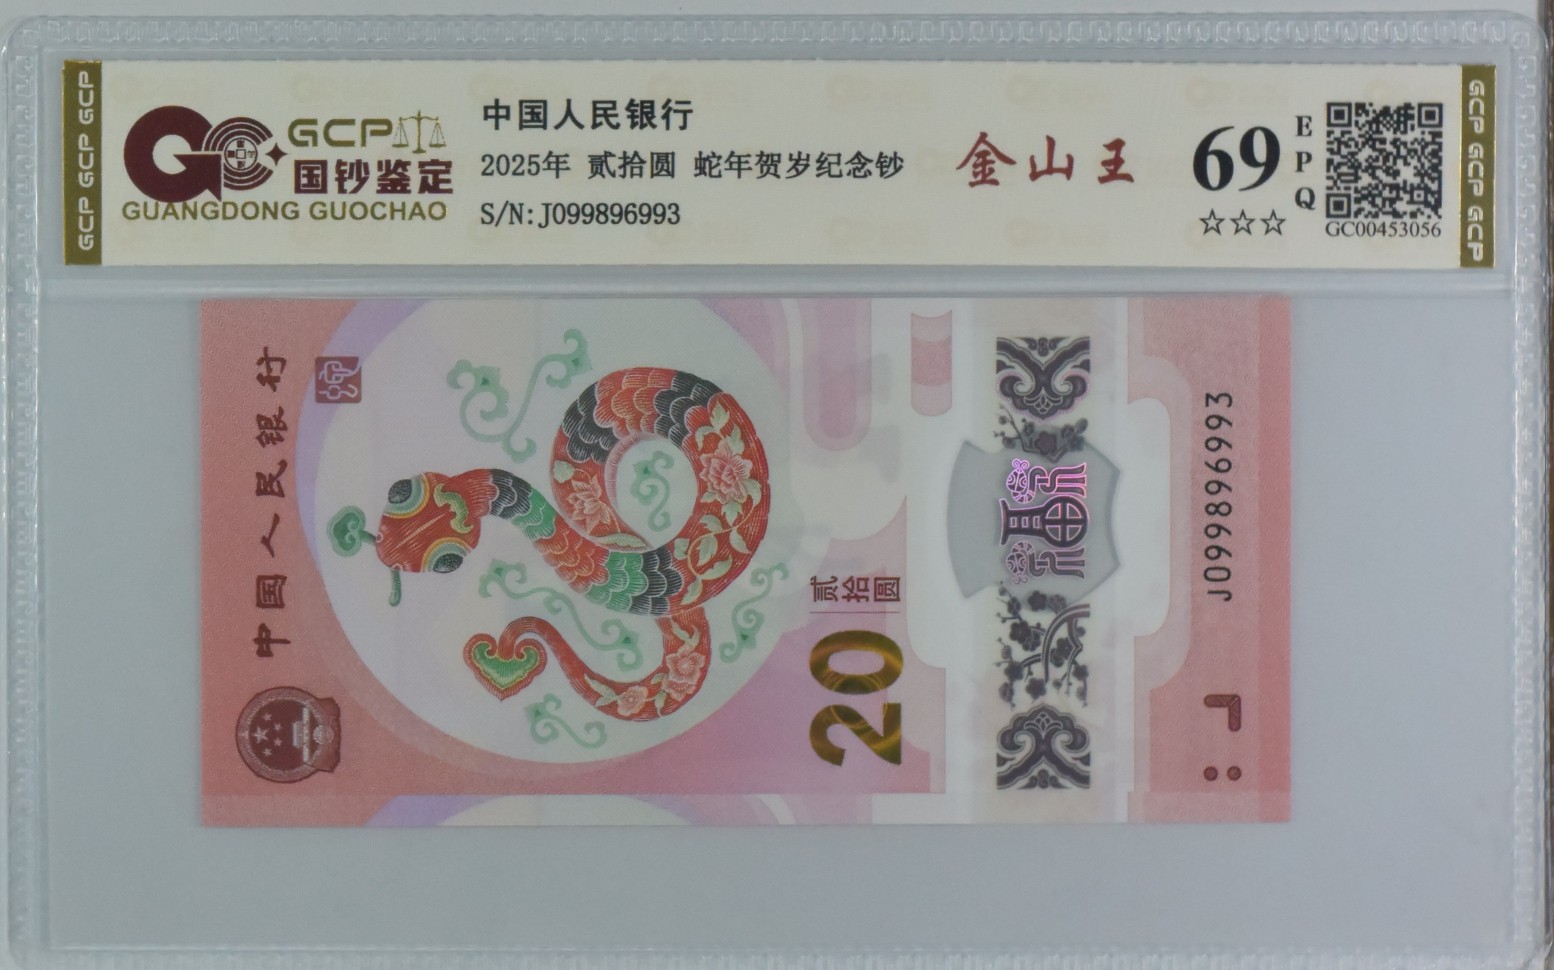 GCP GCP GCP
GCP
国钞鉴定
GUANGDONG GUOCHAO
中国人民银行
2025年 贰拾圆 蛇年贺岁纪念钞
S/N:J099896993
金山王
69
EPQ
☆☆☆
GC00453056
GCP GCP GCP
中国人民银行
贰拾圆
20
J099896993